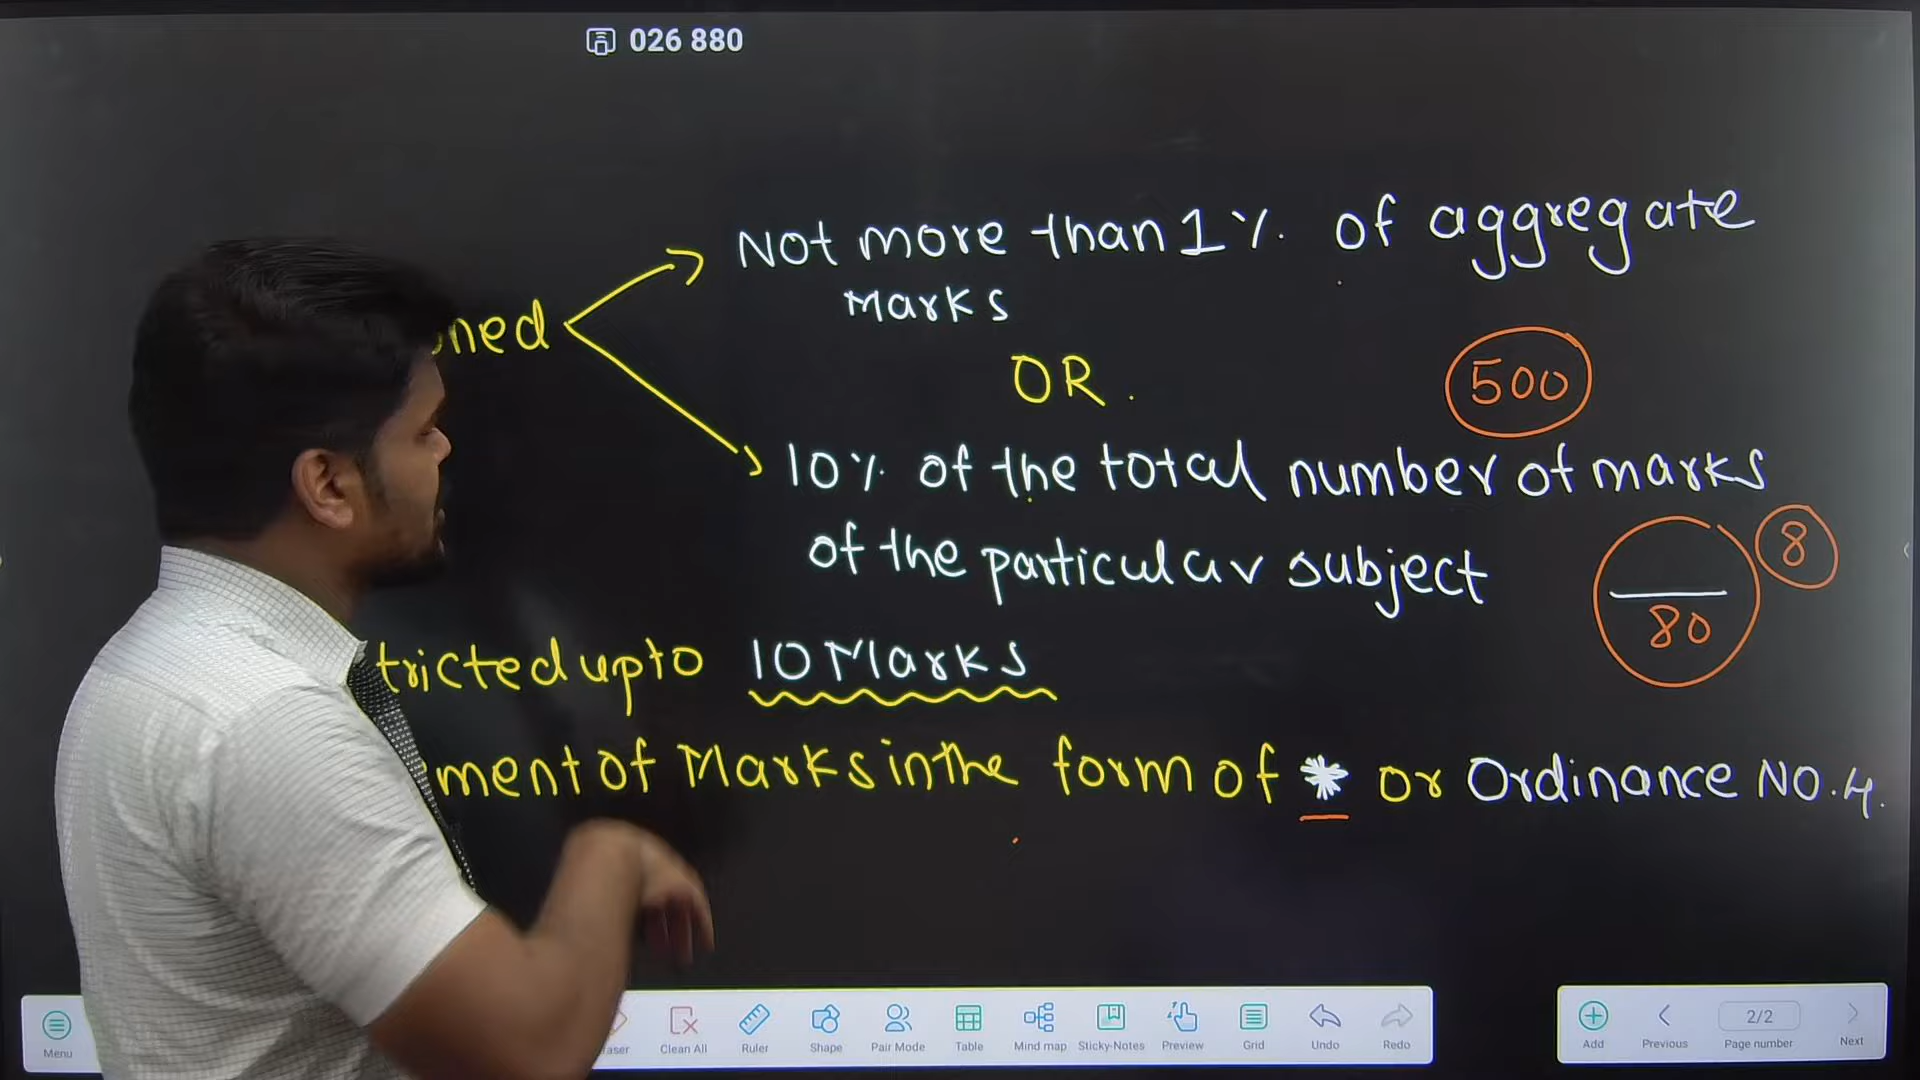 026 880
Not more than 1% of aggregate
Marks
ned
OR.
500
10% of the total number of marks
of the particular subject
8
80
tricted upto 10 Marks
ment of Marks in the form of * or Ordinance No.4.
Menu
aser
Clean All
Ruler
Shape
Pair Mode
Table
Mind map
Sticky-Notes
Preview
Grid
Undo
Redo
Add
Previous
2/2
Page number
Next